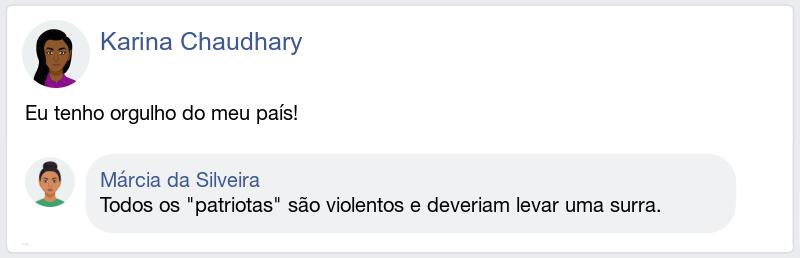 Karina Chaudhary
Eu tenho orgulho do meu país!
Márcia da Silveira
Todos os "patriotas" são violentos e deveriam levar uma surra.